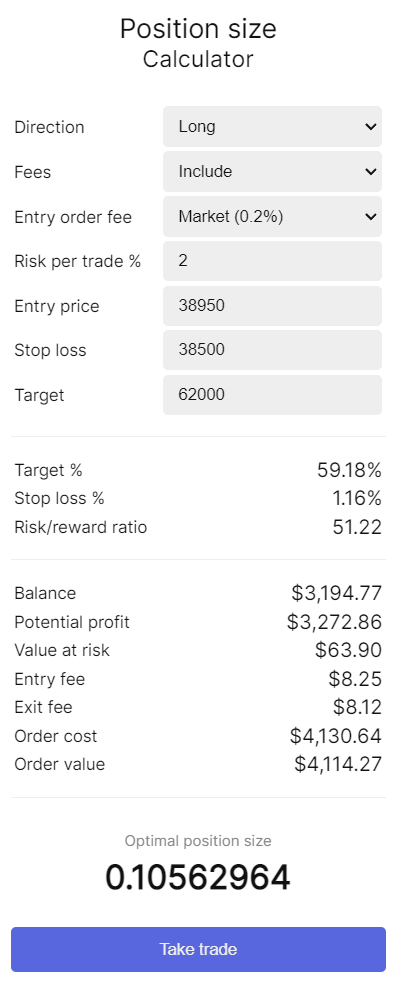 Position size
Calculator
Direction Long
Fees Include
Entry order fee Market (0.2%)
Risk per trade % 2
Entry price 38950
Stop loss 38500
Target 62000
Target % 59.18%
Stop loss % 1.16%
Risk/reward ratio 51.22
Balance $3,194.77
Potential profit $3,272.86
Value at risk $63.90
Entry fee $8.25
Exit fee $8.12
Order cost $4,130.64
Order value $4,114.27
Optimal position size
0.10562964
Take trade